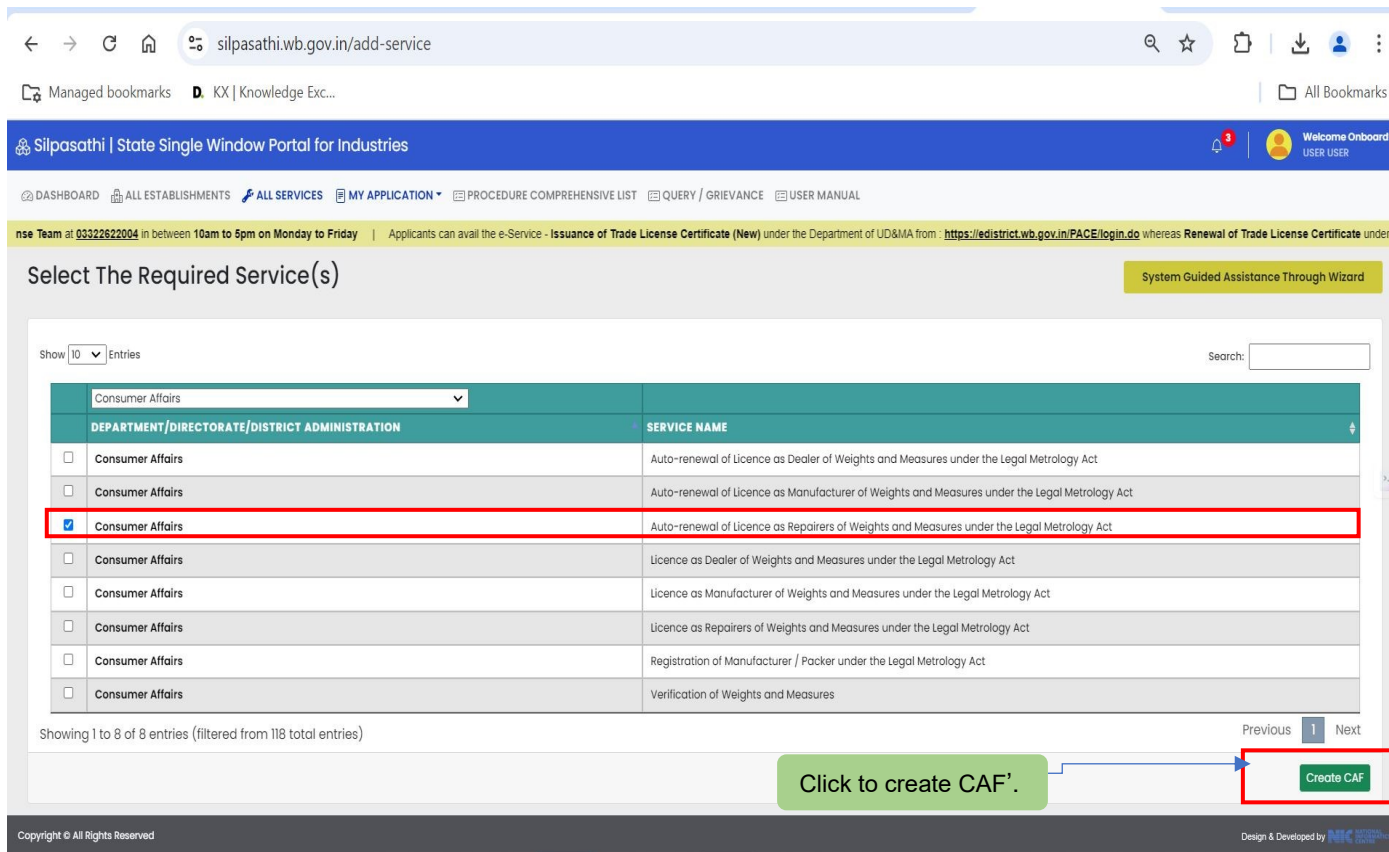 silpasathi.wb.gov.in/add-service
Managed bookmarks D. KX | Knowledge Exc... All Bookmarks
Silpasathi | State Single Window Portal for Industries 3 Welcome Onboard
USER USER
DASHBOARD ALL ESTABLISHMENTS ALL SERVICES MY APPLICATION PROCEDURE COMPREHENSIVE LIST QUERY / GRIEVANCE USER MANUAL
nse Team at 03322622004 in between 10am to 5pm on Monday to Friday | Applicants can avail the e-Service - Issuance of Trade License Certificate (New) under the Department of UD&MA from : https://edistrict.wb.gov.in/PACE/login.do whereas Renewal of Trade License Certificate under
Select The Required Service(s) System Guided Assistance Through Wizard
Show 10 Entries Search:
Consumer Affairs
DEPARTMENT/DIRECTORATE/DISTRICT ADMINISTRATION SERVICE NAME
Consumer Affairs Auto-renewal of Licence as Dealer of Weights and Measures under the Legal Metrology Act
Consumer Affairs Auto-renewal of Licence as Manufacturer of Weights and Measures under the Legal Metrology Act
Consumer Affairs Auto-renewal of Licence as Repairers of Weights and Measures under the Legal Metrology Act
Consumer Affairs Licence as Dealer of Weights and Measures under the Legal Metrology Act
Consumer Affairs Licence as Manufacturer of Weights and Measures under the Legal Metrology Act
Consumer Affairs Licence as Repairers of Weights and Measures under the Legal Metrology Act
Consumer Affairs Registration of Manufacturer / Packer under the Legal Metrology Act
Consumer Affairs Verification of Weights and Measures
Showing 1 to 8 of 8 entries (filtered from 118 total entries) Previous 1 Next
Click to create CAF’. Create CAF
Copyright © All Rights Reserved Design & Developed by NIC